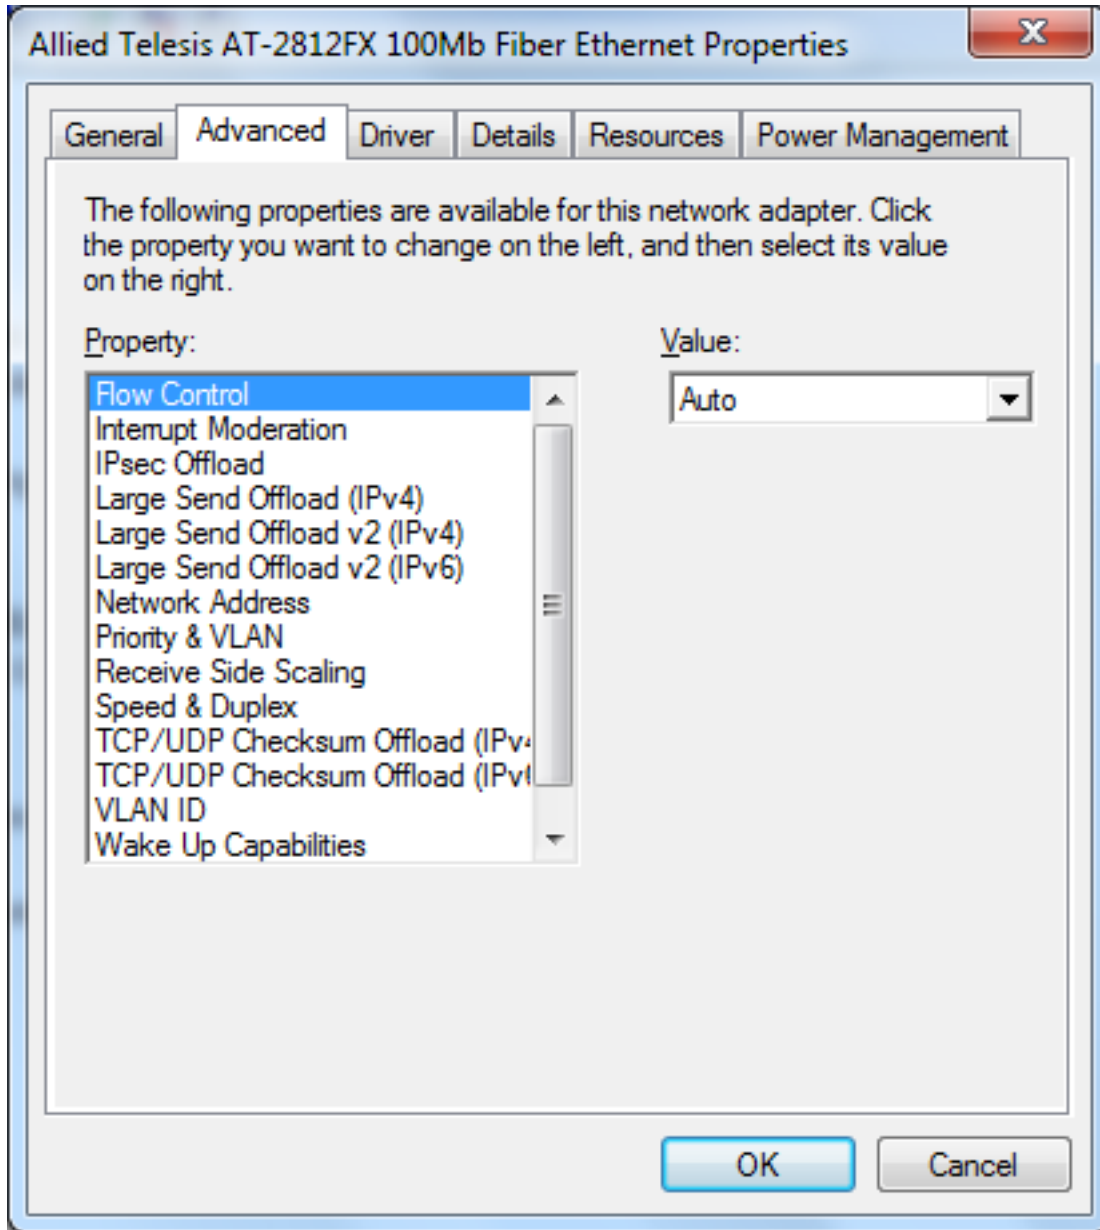 Allied Telesis AT-2812FX 100Mb Fiber Ethernet Properties
General Advanced Driver Details Resources Power Management
The following properties are available for this network adapter. Click
the property you want to change on the left, and then select its value
on the right.
Property:
Flow Control
Interrupt Moderation
IPsec Offload
Large Send Offload (IPv4)
Large Send Offload v2 (IPv4)
Large Send Offload v2 (IPv6)
Network Address
Priority & VLAN
Receive Side Scaling
Speed & Duplex
TCP/UDP Checksum Offload (IPv
TCP/UDP Checksum Offload (IPv
VLAN ID
Wake Up Capabilities
Value:
Auto
OK Cancel